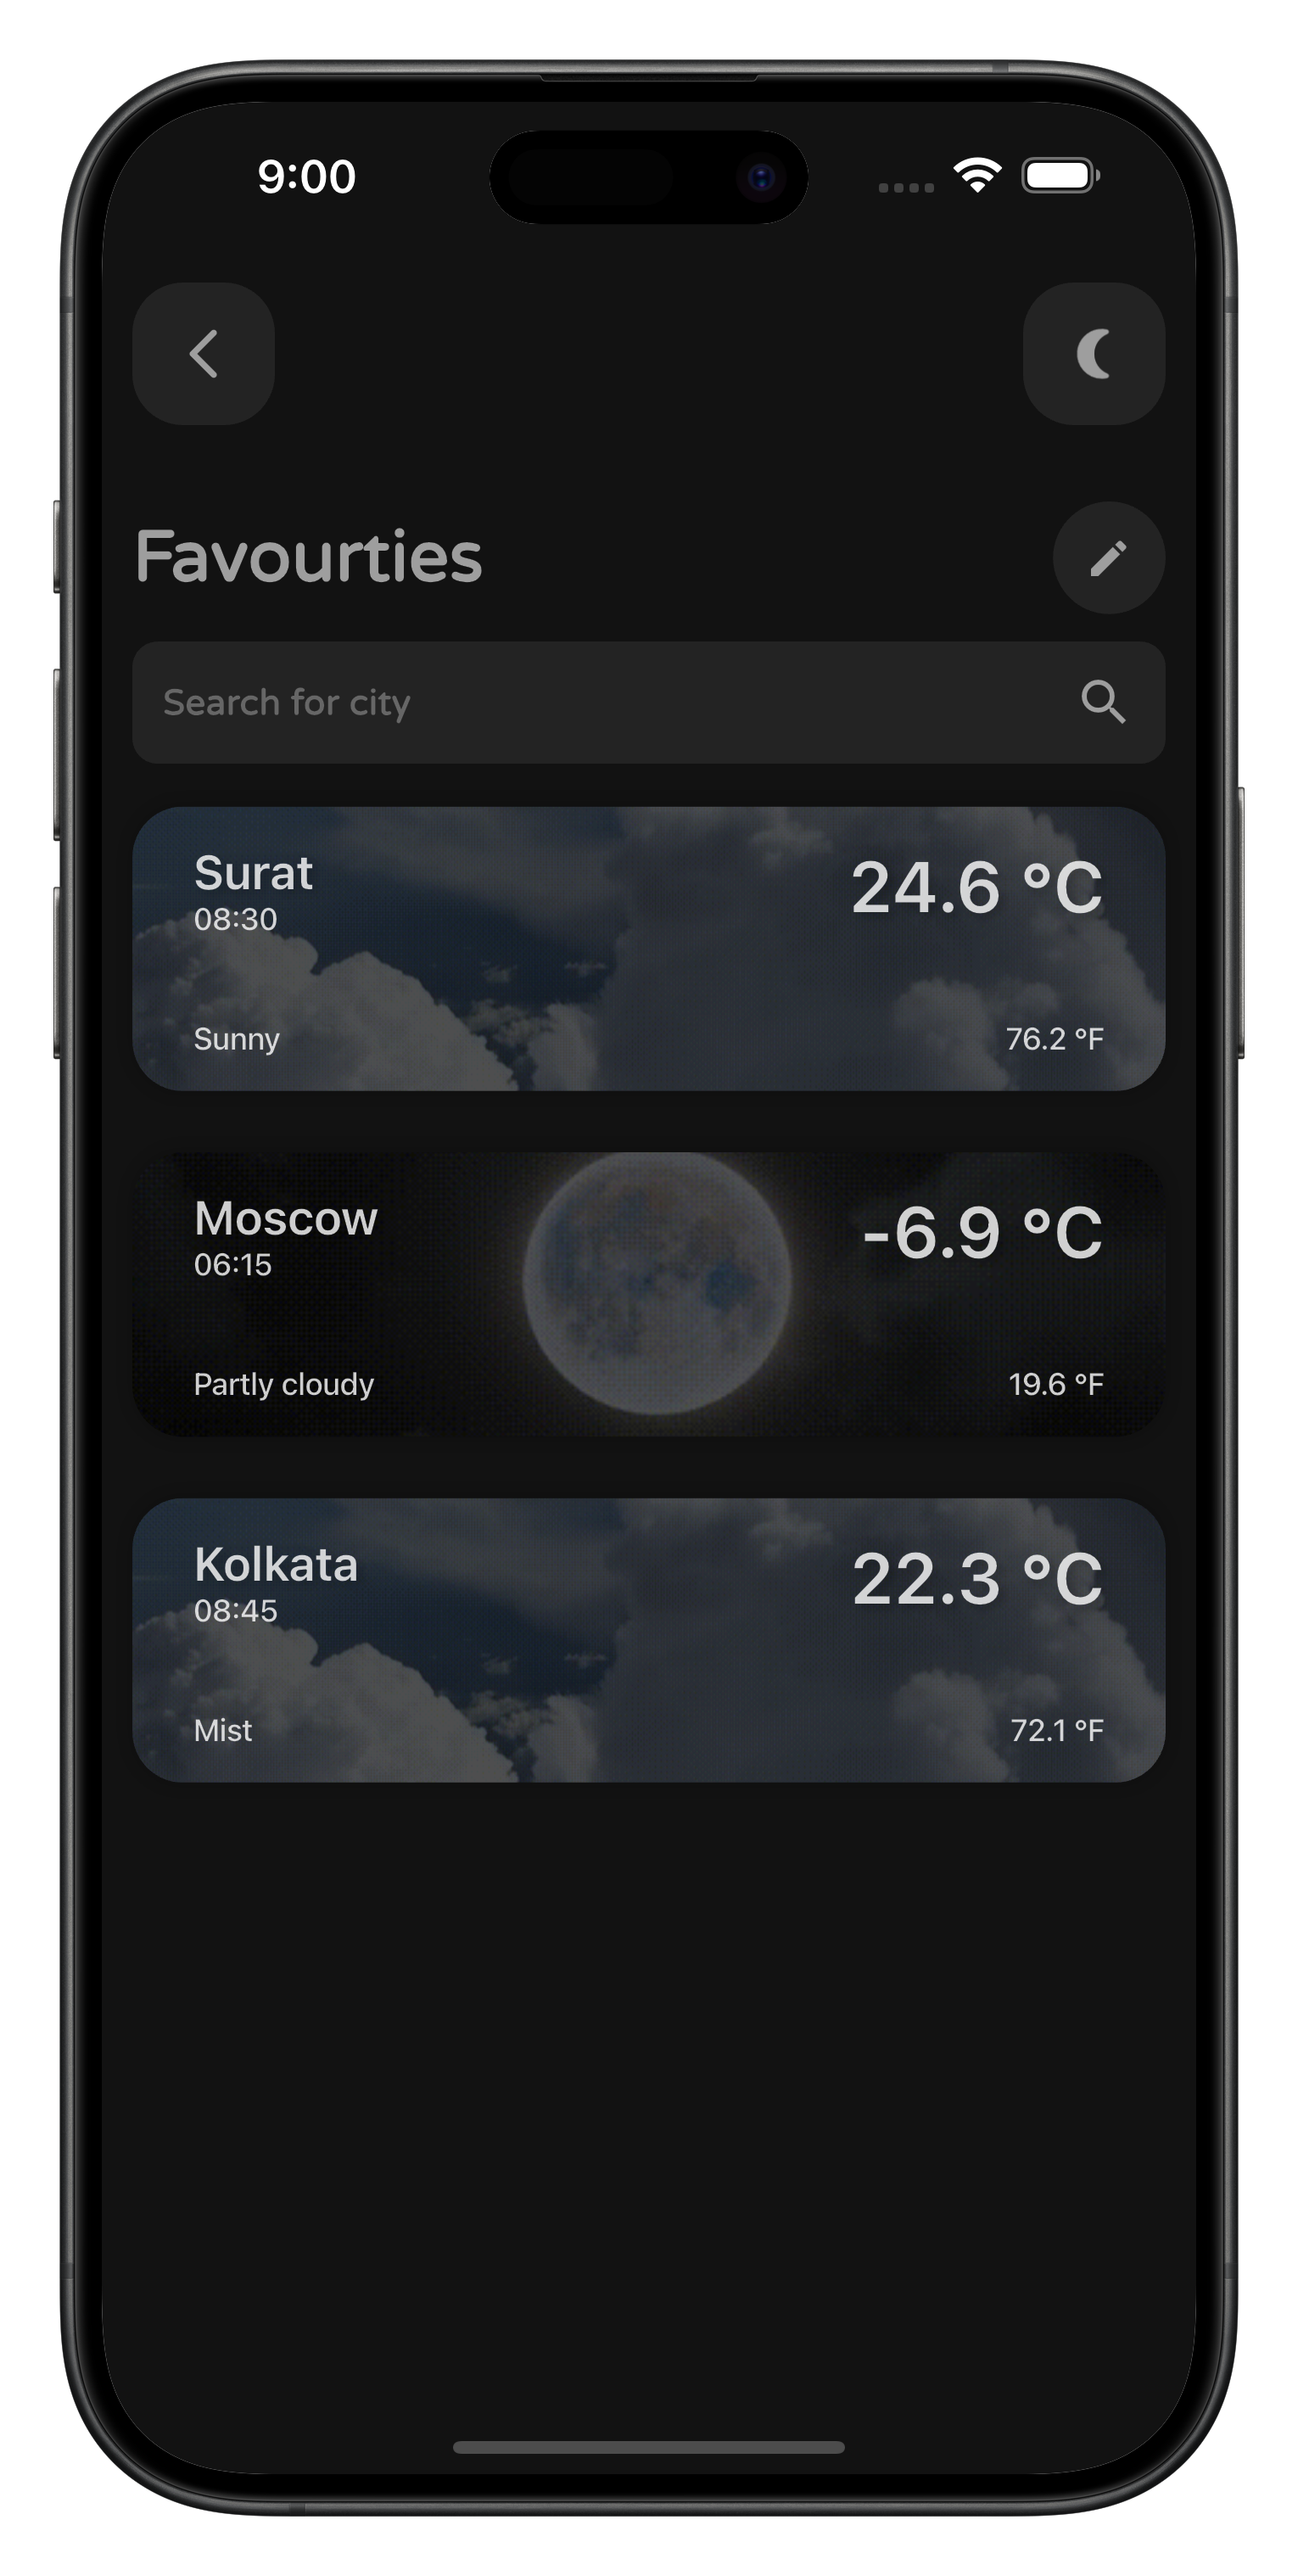 9:00
Favourties
Search for city
Surat
24.6 °C
08:30
Sunny
76.2 °F
Moscow
-6.9 °C
06:15
Partly cloudy
19.6 °F
Kolkata
22.3 °C
08:45
Mist
72.1 °F